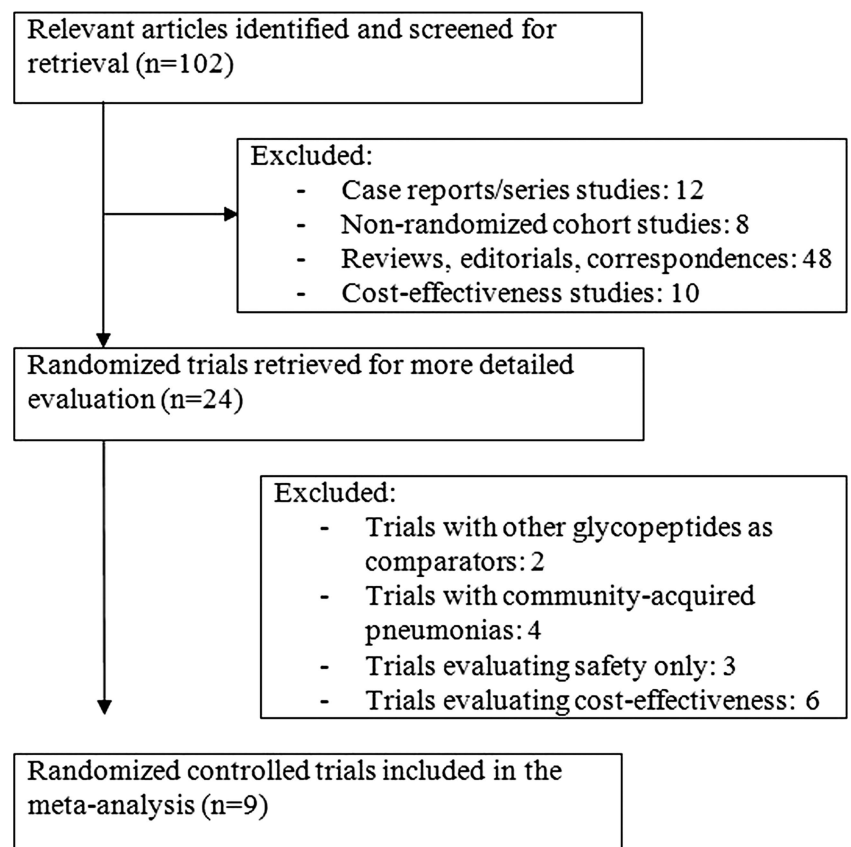 Relevant articles identified and screened for
retrieval (n=102)
Excluded:
- Case reports/series studies: 12
- Non-randomized cohort studies: 8
- Reviews, editorials, correspondences: 48
- Cost-effectiveness studies: 10
Randomized trials retrieved for more detailed
evaluation (n=24)
Excluded:
- Trials with other glycopeptides as
comparators: 2
- Trials with community-acquired
pneumonias: 4
- Trials evaluating safety only: 3
- Trials evaluating cost-effectiveness: 6
Randomized controlled trials included in the
meta-analysis (n=9)